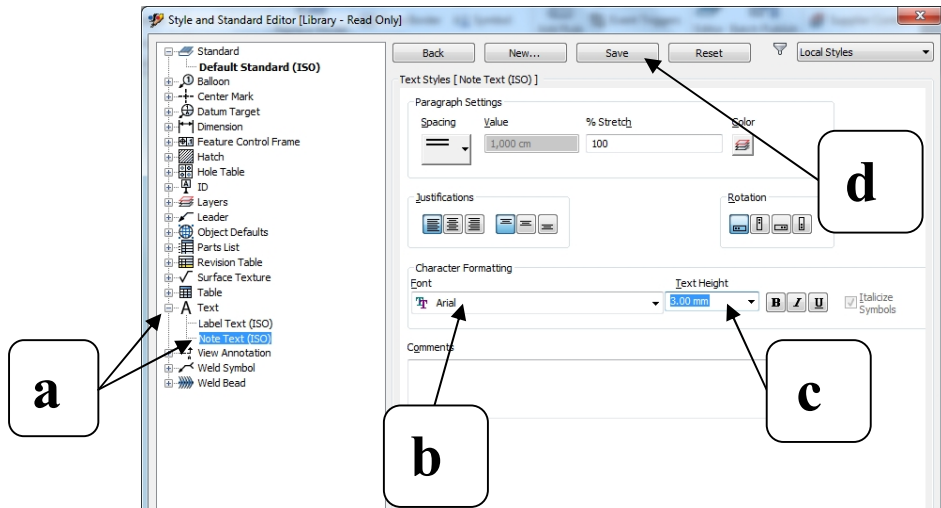 Style and Standard Editor [Library - Read Only]
Standard
Default Standard (ISO)
Balloon
Center Mark
Datum Target
Dimension
Feature Control Frame
Hatch
Hole Table
ID
Layers
Leader
Object Defaults
Parts List
Revision Table
Surface Texture
Table
Text
Label Text (ISO)
Note Text (ISO)
View Annotation
Weld Symbol
Weld Bead
Back New... Save Reset Local Styles
Text Styles [ Note Text (ISO) ]
Paragraph Settings
Spacing Value % Stretch Color
1,000 cm 100
Justifications Rotation
Character Formatting
Font Text Height
Arial 3.00 mm B I U Italicize
Symbols
Comments
a
b
c
d